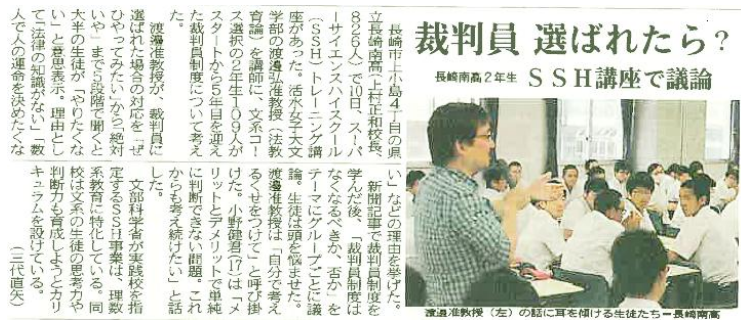 裁判員 選ばれたら?
長崎南高2年生 SSH講座で議論
長崎市上小島4丁目の県
立長崎南高(上村正和校長、
826人)で10日、スーパ
ーサイエンスハイスクール
(SSH)トレーニング講
座があった。活水女子大文
学部の渡邊弘准教授(法教
育論)を講師に、文系コー
ス選択の2年生109人が
スタートから5年目を迎え
た裁判員制度について考え
た。
渡邊准教授が、裁判員に
選ばれた場合の対応を「ぜ
ひやってみたい」から「絶対
いや」まで5段階で聞くと、
大半の生徒が「やりたくな
い」と意思表示。理由とし
て「法律の知識がない」「数
人で人の運命を決めたくな
い」などの理由を挙げた。
新聞記事で裁判員制度を
学んだ後、「裁判員制度は
なくなるべきか、否か」を
テーマにグループごとに議
論。生徒は頭を悩ませた。
渡邊准教授は「自分で考え
るくせをつけて」と呼び掛
けた。小野建君(17)は「メ
リットとデメリットで単純
に判断できない問題。これ
からも考え続けたい」と話
した。
文部科学省が実践校を指
定するSSH事業は、理数
系教育に特化している。同
校は文系の生徒の思考力や
判断力も育成しようとカリ
キュラムを設けている。
(三代直矢)
渡邊准教授(左)の話に耳を傾ける生徒たち=長崎南高